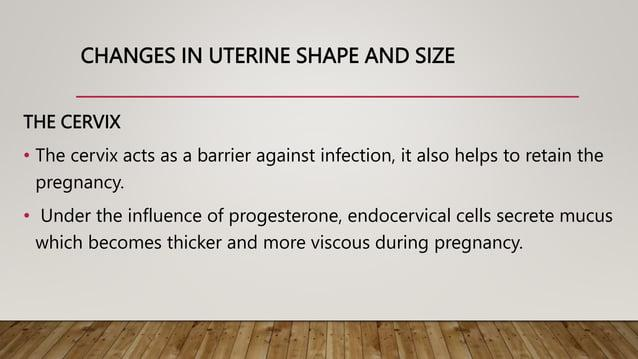 CHANGES IN UTERINE SHAPE AND SIZE
THE CERVIX
• The cervix acts as a barrier against infection, it also helps to retain the
pregnancy.
• Under the influence of progesterone, endocervical cells secrete mucus
which becomes thicker and more viscous during pregnancy.